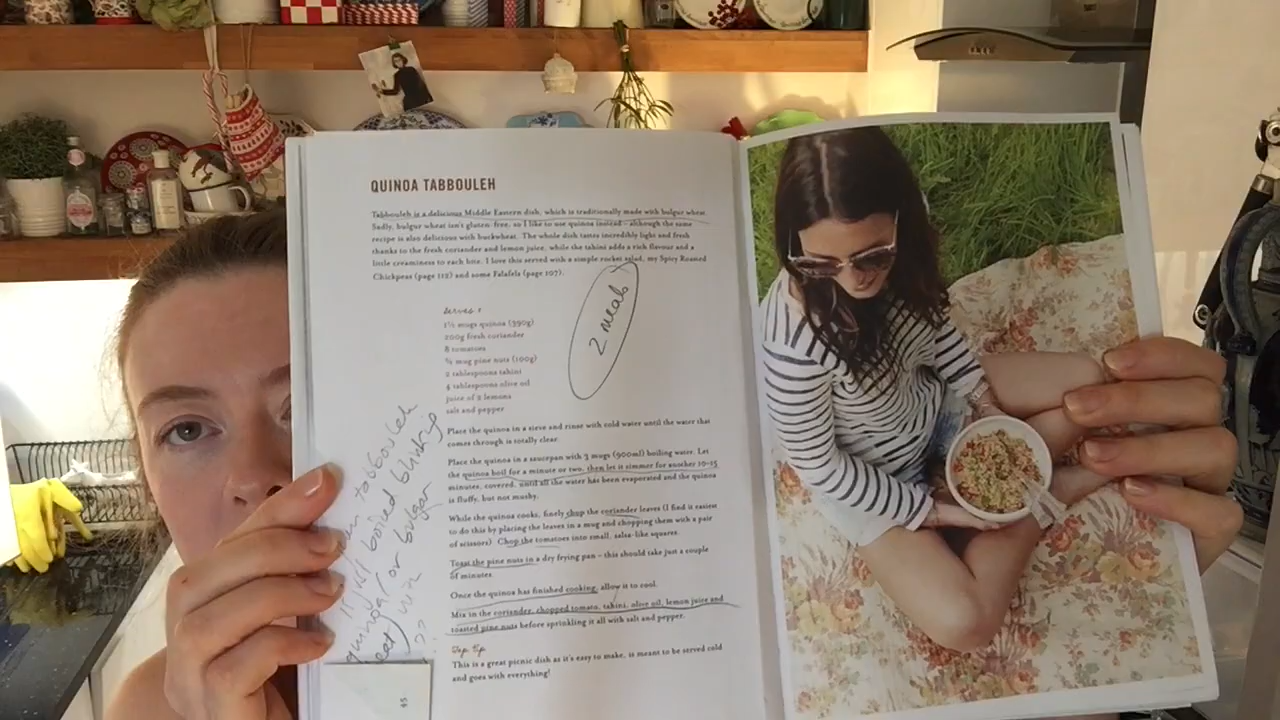 QUINOA TABBOULEH
Tabbouleh is a delicious Middle Eastern dish, which is traditionally made with bulgur wheat.
Sadly, bulgur wheat isn't gluten-free, so I like to use quinoa instead – although the same
recipe is also delicious with buckwheat. The whole dish tastes incredibly light and fresh
thanks to the fresh coriander and lemon juice, while the tahini adds a rich flavour and a
little creaminess to each bite. I love this served with a simple rocket salad, my Spicy Roasted
Chickpeas (page 112) and some Falafels (page 107).
2 meals
serves
mugs quinoa (390g)
200g fresh coriander
8 tomatoes
mug pine nuts (100g)
2 tablespoons tahini
4 tablespoons olive oil
juice of 2 lemons
salt and pepper
Place the quinoa in a sieve and rinse with cold water until the water that
comes through is totally clear.
Place the quinoa in a saucepan with 3 mugs (900ml) boiling water. Let
the quinoa boil for a minute or two, then let it simmer for another 10–15
minutes, covered, until all the water has been evaporated and the quinoa
is fluffy, but not mushy.
While the quinoa cooks, finely chop the coriander leaves (I find it easiest
to do this by placing the leaves in a mug and chopping them with a pair
of scissors). Chop the tomatoes into small, salsa-like squares.
Toast the pine nuts in a dry frying pan – this should take just a couple
of minutes.
Once the quinoa has finished cooking, allow it to cool.
Mix in the coriander, chopped tomato, tahini, olive oil, lemon juice and
toasted pine nuts before sprinkling it all with salt and pepper.
Top tip
This is a great picnic dish as it's easy to make, is meant to be served cold
and goes with everything!
tabbouleh
just boiled
quinoa / or bulgar